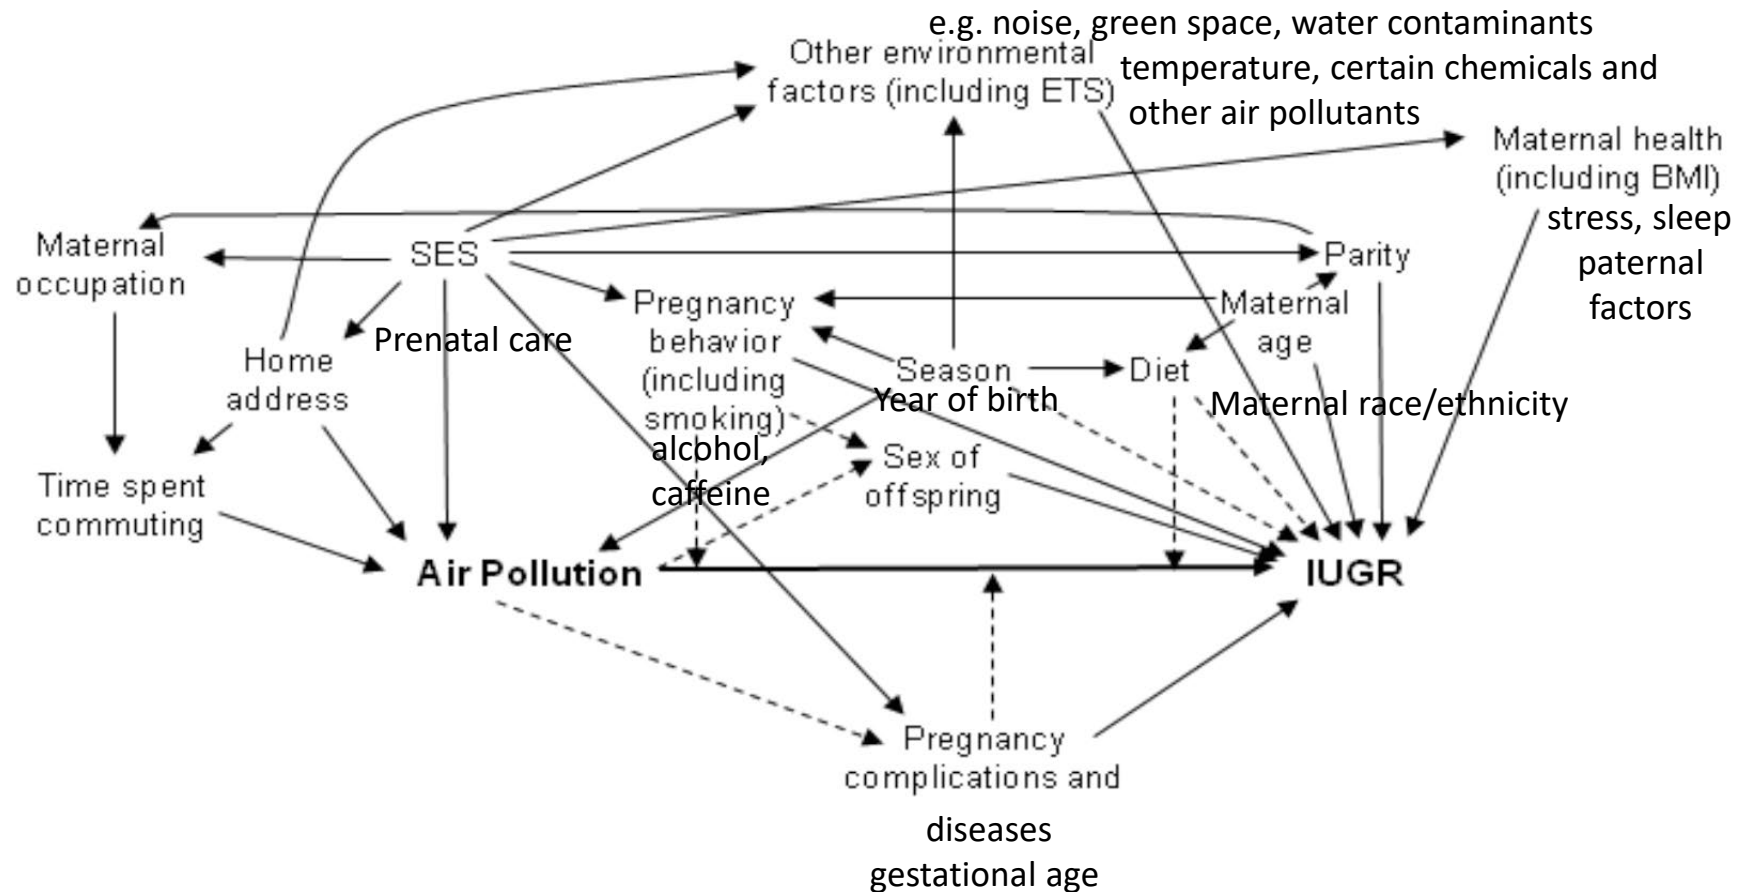 e.g. noise, green space, water contaminants
Other environmental
factors (including ETS)
temperature, certain chemicals and
other air pollutants
Maternal health
(including BMI)
stress, sleep
paternal
factors
Maternal
occupation
SES
Parity
Pregnancy
behavior
(including
smoking)
alcohol,
caffeine
Maternal
age
Prenatal care
Home
address
Season
Year of birth
Diet
Maternal race/ethnicity
Sex of
offspring
Time spent
commuting
Air Pollution
IUGR
Pregnancy
complications and
diseases
gestational age